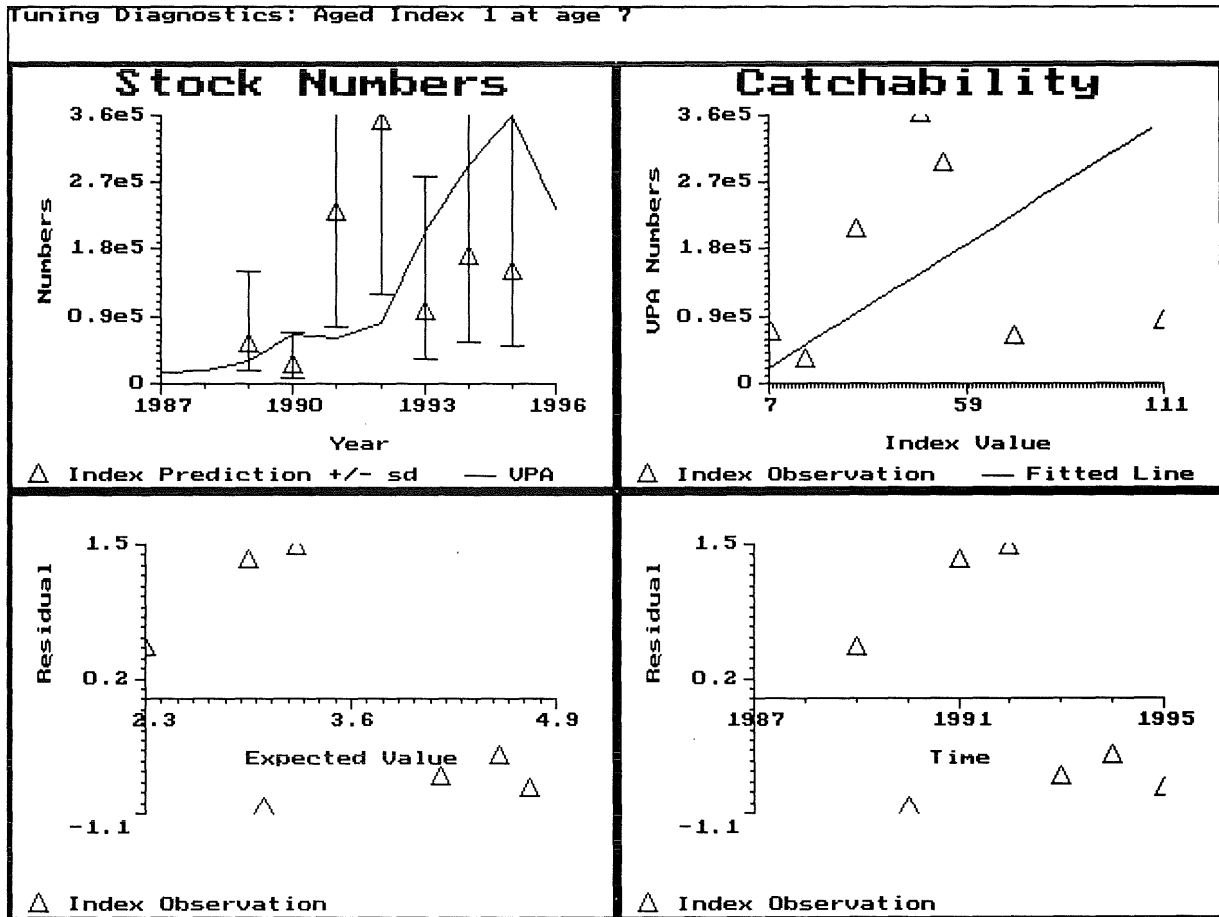 Tuning Diagnostics: Aged Index 1 at age 7
Stock Numbers
3.6e5
2.7e5
1.8e5
0.9e5
0
Numbers
1987 1990 1993 1996
Year
Index Prediction +/- sd VPA
Catchability
3.6e5
2.7e5
1.8e5
0.9e5
0
VPA Numbers
7 59 111
Index Value
Index Observation Fitted Line
1.5
0.2
-1.1
Residual
2.3 3.6 4.9
Expected Value
Index Observation
1.5
0.2
-1.1
Residual
1987 1991 1995
Time
Index Observation